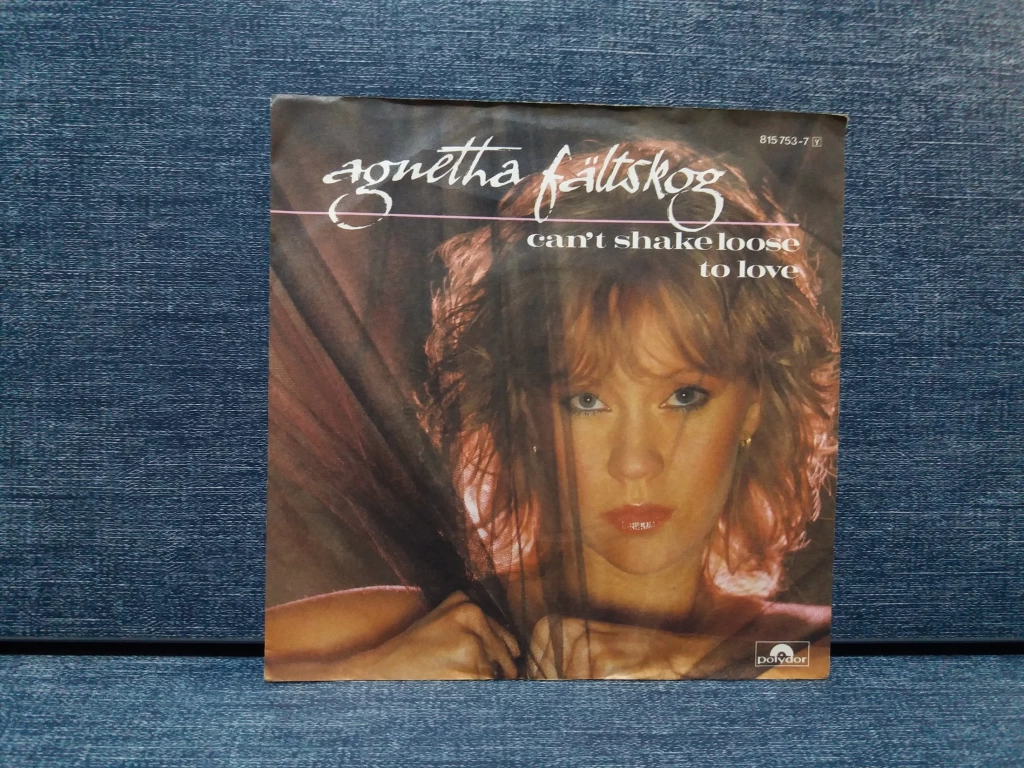 815 753-7 Y
agnetha fältskog
can't shake loose
to love
polydor